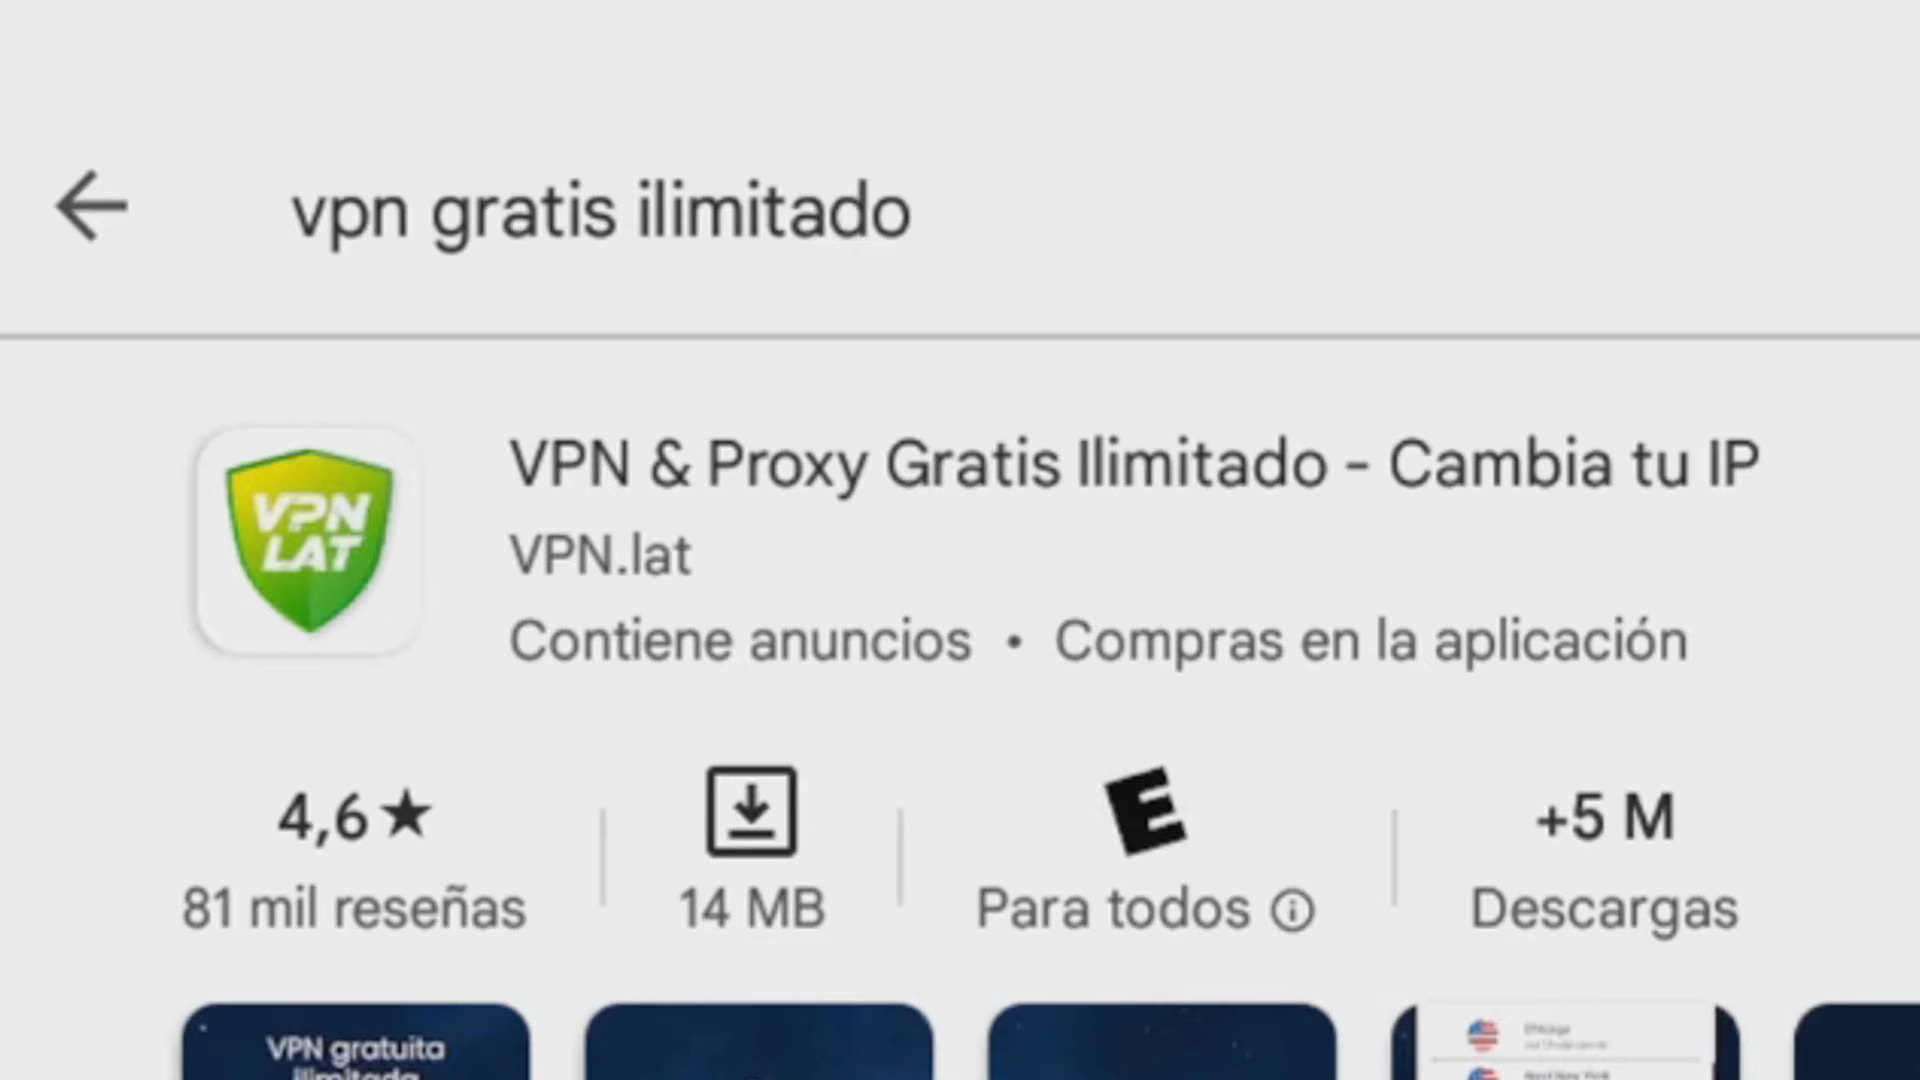 vpn gratis ilimitado
VPN & Proxy Gratis Ilimitado - Cambia tu IP
VPN LAT
VPN.lat
Contiene anuncios • Compras en la aplicación
4,6★
81 mil reseñas
14 MB
E
Para todos
+5 M
Descargas
VPN gratuita
ilimitada